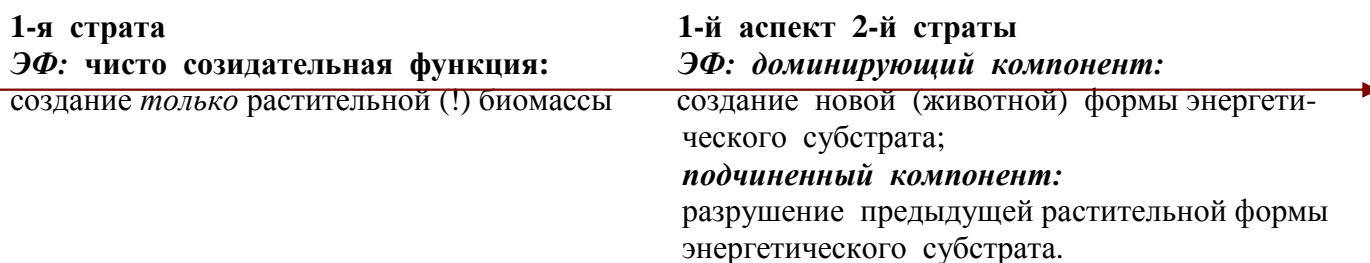 1-я страта
ЭФ: чисто созидательная функция:
создание только растительной (!) биомассы
1-й аспект 2-й страты
ЭФ: доминирующий компонент:
создание новой (животной) формы энергети-
ческого субстрата;
подчиненный компонент:
разрушение предыдущей растительной формы
энергетического субстрата.